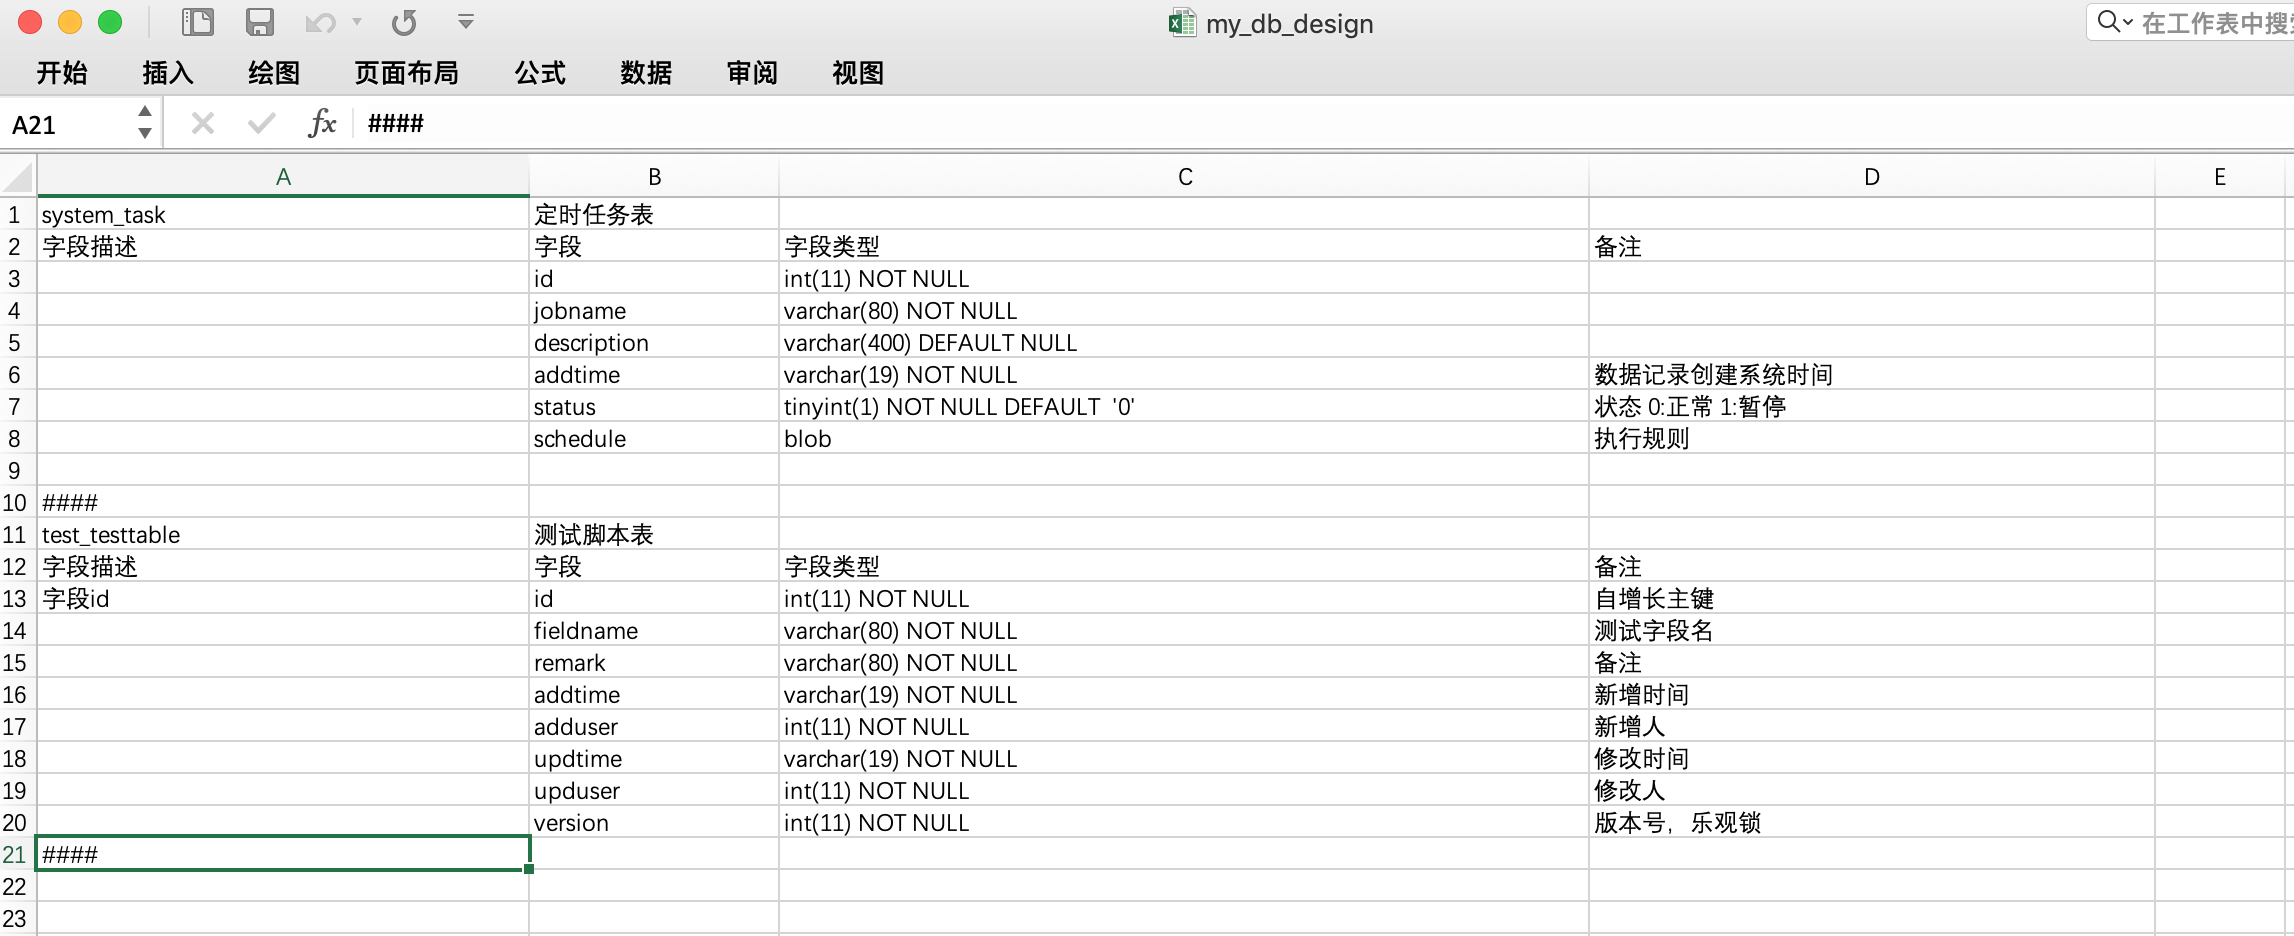 my_db_design
在工作表中搜
开始 插入 绘图 页面布局 公式 数据 审阅 视图
A21 fx ####
A B C D E
1 system_task 定时任务表
2 字段描述 字段 字段类型 备注
3 id int(11) NOT NULL
4 jobname varchar(80) NOT NULL
5 description varchar(400) DEFAULT NULL
6 addtime varchar(19) NOT NULL 数据记录创建系统时间
7 status tinyint(1) NOT NULL DEFAULT  '0' 状态 0:正常 1:暂停
8 schedule blob 执行规则
9
10 ####
11 test_testtable 测试脚本表
12 字段描述 字段 字段类型 备注
13 字段id id int(11) NOT NULL 自增长主键
14 fieldname varchar(80) NOT NULL 测试字段名
15 remark varchar(80) NOT NULL 备注
16 addtime varchar(19) NOT NULL 新增时间
17 adduser int(11) NOT NULL 新增人
18 updtime varchar(19) NOT NULL 修改时间
19 upduser int(11) NOT NULL 修改人
20 version int(11) NOT NULL 版本号，乐观锁
21 ####
22
23